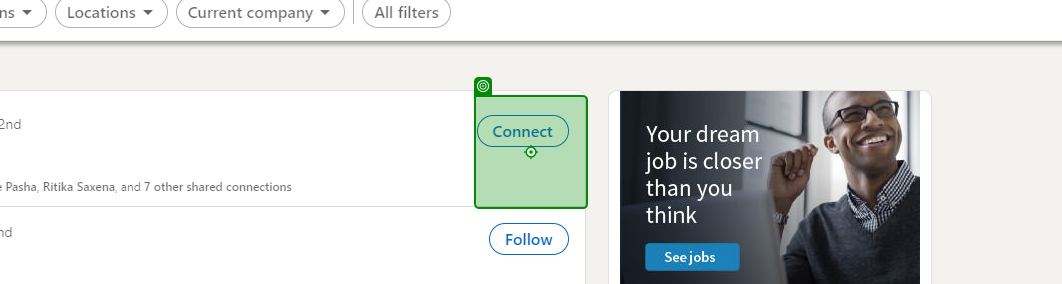 ns Locations Current company All filters
2nd
Connect
e Pasha, Ritika Saxena, and 7 other shared connections
nd
Follow
Your dream
job is closer
than you
think
See jobs